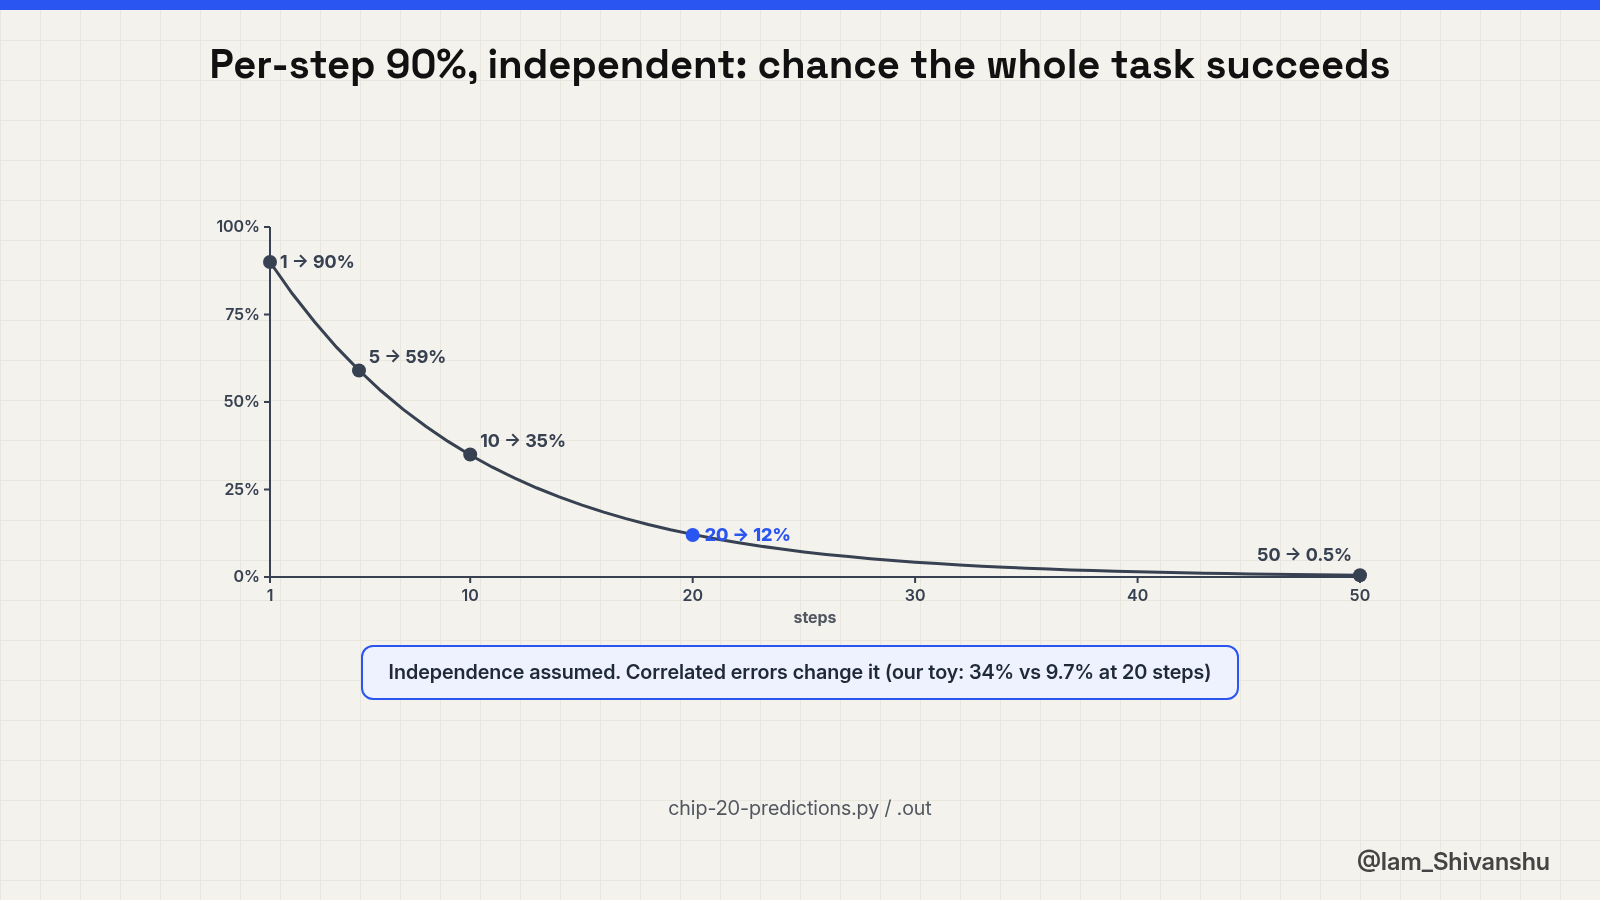 Per-step 90%, independent: chance the whole task succeeds
100%
1 → 90%
75%
5 → 59%
50%
10 → 35%
25%
20 → 12%
50 → 0.5%
0%
1 10 20 30 40 50
steps
Independence assumed. Correlated errors change it (our toy: 34% vs 9.7% at 20 steps)
chip-20-predictions.py / .out
@Iam_Shivanshu